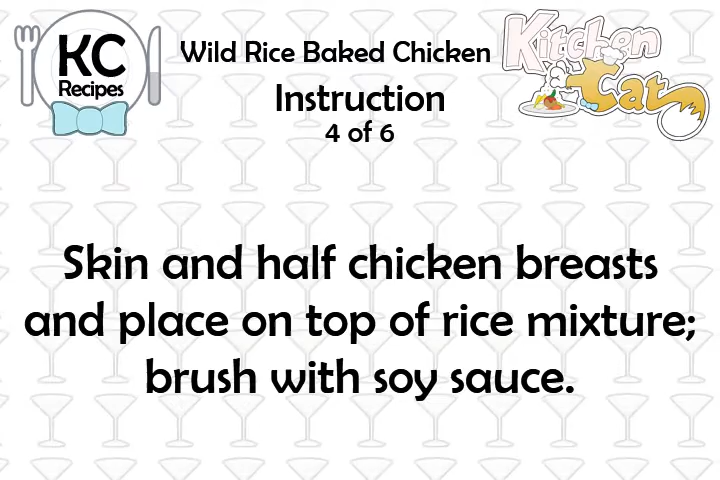 KC
Recipes
Wild Rice Baked Chicken
Instruction
4 of 6
Kitchen
Cat
Skin and half chicken breasts
and place on top of rice mixture;
brush with soy sauce.